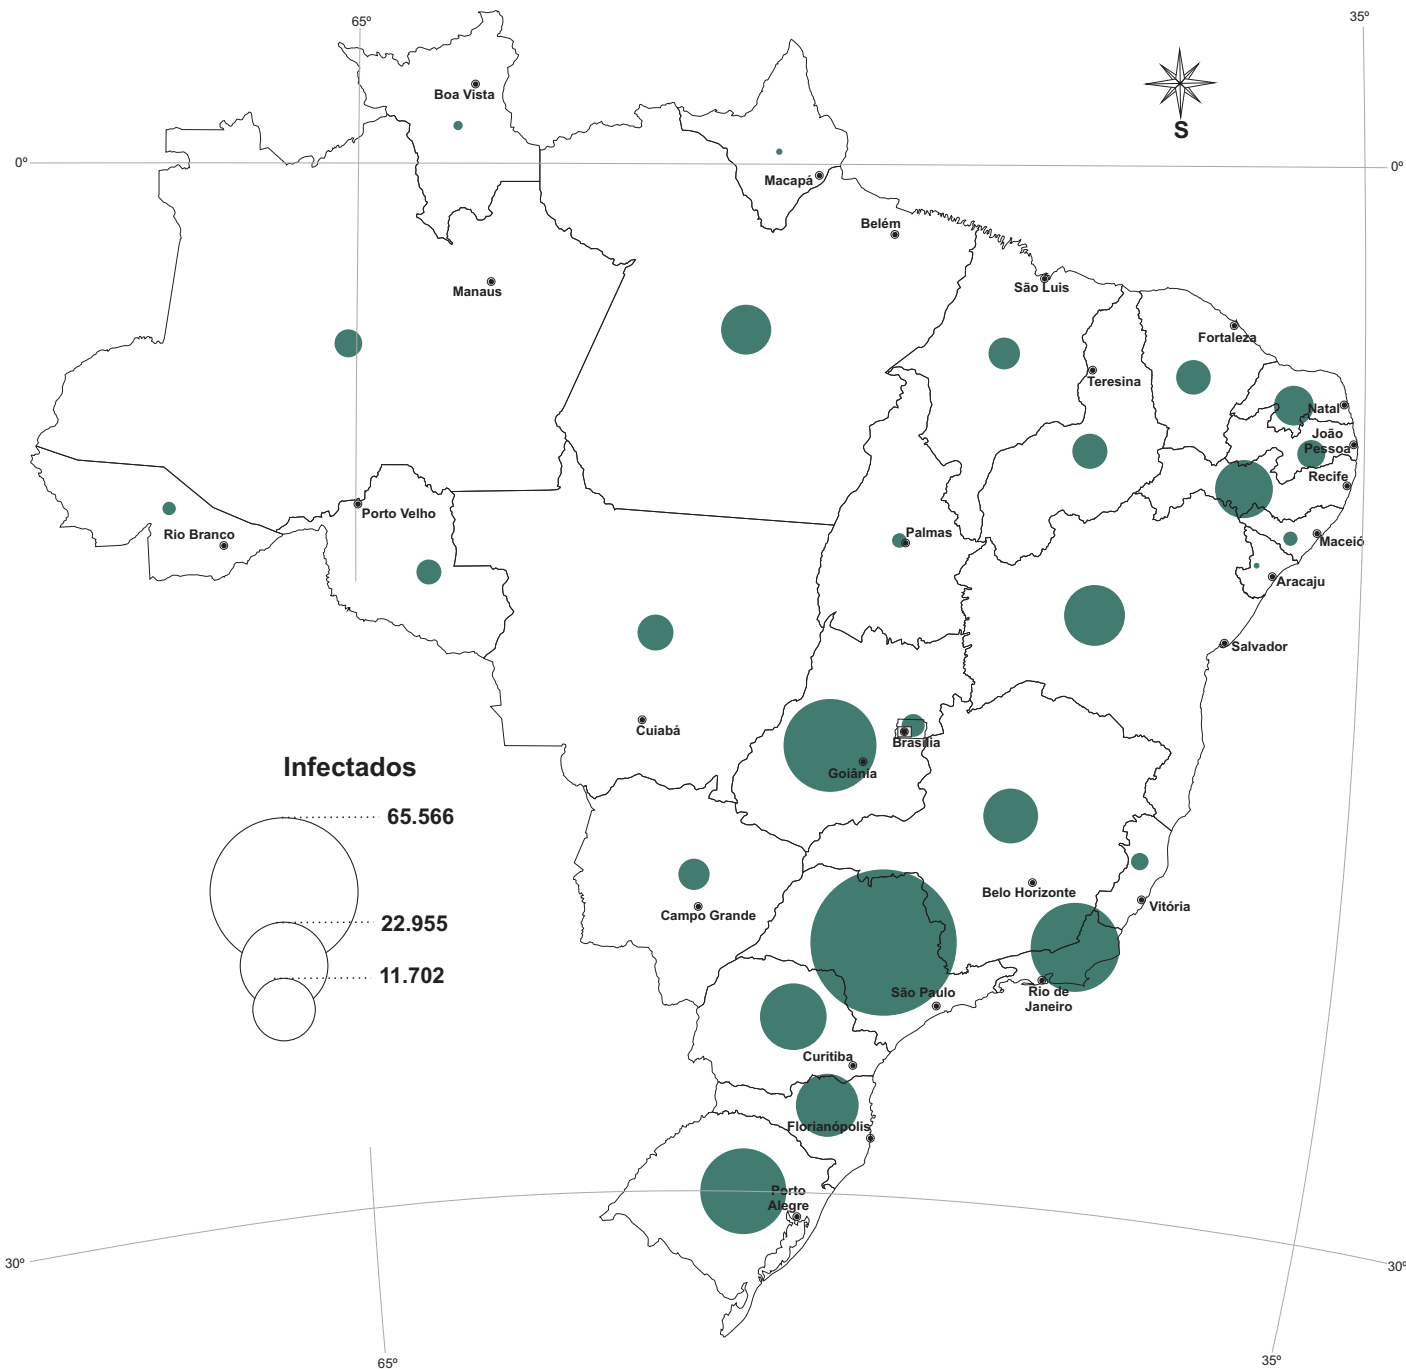 65º
35º
Boa Vista
S
0º
0º
Macapá
Belém
Manaus
São Luis
Fortaleza
Teresina
Natal
João
Pessoa
Recife
Porto Velho
Rio Branco
Palmas
Maceió
Aracaju
Salvador
Cuiabá
Brasília
Goiânia
Infectados
65.566
22.955
11.702
Belo Horizonte
Campo Grande
Vitória
São Paulo
Rio de
Janeiro
Curitiba
Florianópolis
Porto
Alegre
30º
30º
65º
35º